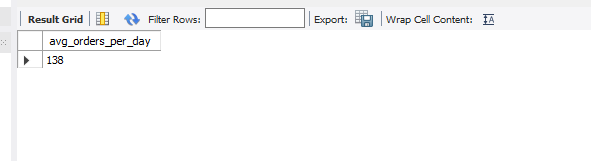 Result Grid Filter Rows: Export: Wrap Cell Content:
avg_orders_per_day
138